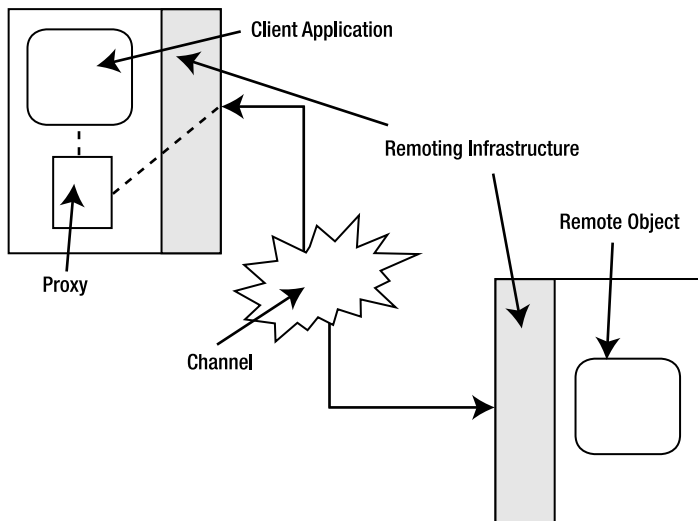 Client Application
Remoting Infrastructure
Remote Object
Proxy
Channel